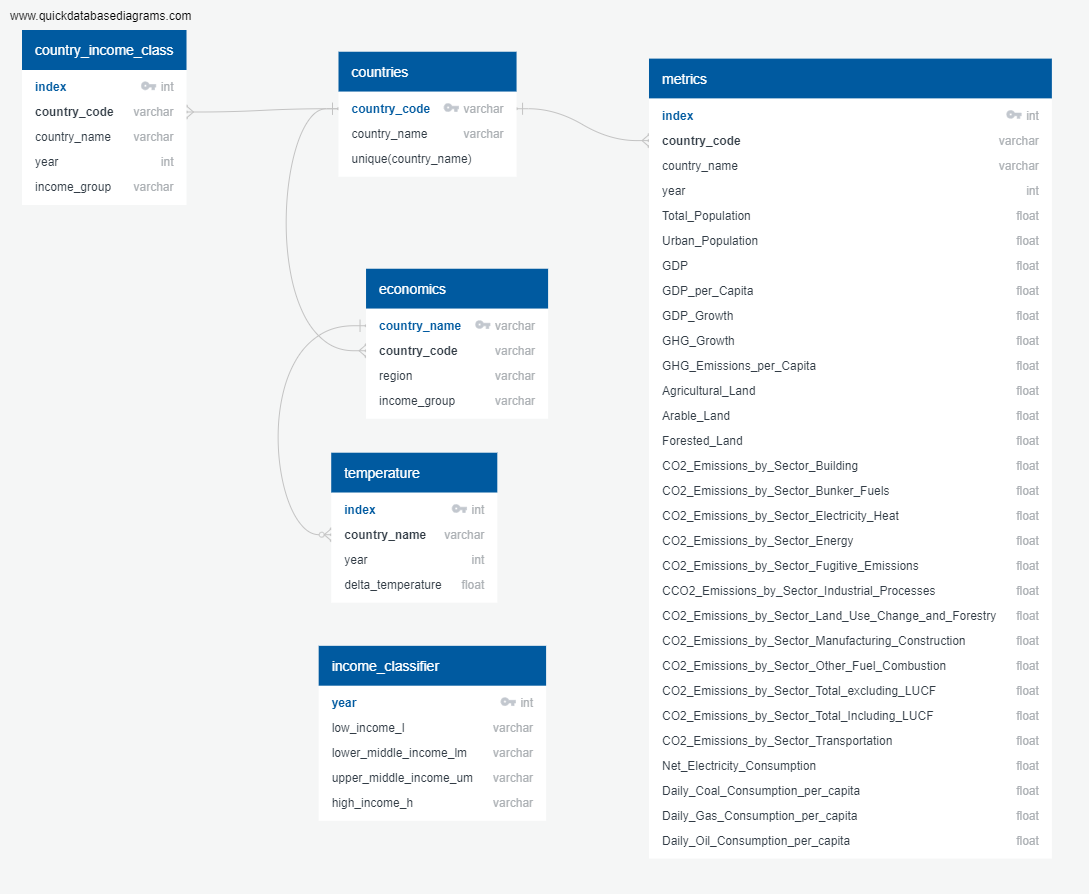 www.quickdatabasediagrams.com
country_income_class
index int
country_code varchar
country_name varchar
year int
income_group varchar
countries
country_code varchar
country_name varchar
unique(country_name)
economics
country_name varchar
country_code varchar
region varchar
income_group varchar
temperature
index int
country_name varchar
year int
delta_temperature float
income_classifier
year int
low_income_l varchar
lower_middle_income_lm varchar
upper_middle_income_um varchar
high_income_h varchar
metrics
index int
country_code varchar
country_name varchar
year int
Total_Population float
Urban_Population float
GDP float
GDP_per_Capita float
GDP_Growth float
GHG_Growth float
GHG_Emissions_per_Capita float
Agricultural_Land float
Arable_Land float
Forested_Land float
CO2_Emissions_by_Sector_Building float
CO2_Emissions_by_Sector_Bunker_Fuels float
CO2_Emissions_by_Sector_Electricity_Heat float
CO2_Emissions_by_Sector_Energy float
CO2_Emissions_by_Sector_Fugitive_Emissions float
CCO2_Emissions_by_Sector_Industrial_Processes float
CO2_Emissions_by_Sector_Land_Use_Change_and_Forestry float
CO2_Emissions_by_Sector_Manufacturing_Construction float
CO2_Emissions_by_Sector_Other_Fuel_Combustion float
CO2_Emissions_by_Sector_Total_excluding_LUCF float
CO2_Emissions_by_Sector_Total_Including_LUCF float
CO2_Emissions_by_Sector_Transportation float
Net_Electricity_Consumption float
Daily_Coal_Consumption_per_capita float
Daily_Gas_Consumption_per_capita float
Daily_Oil_Consumption_per_capita float